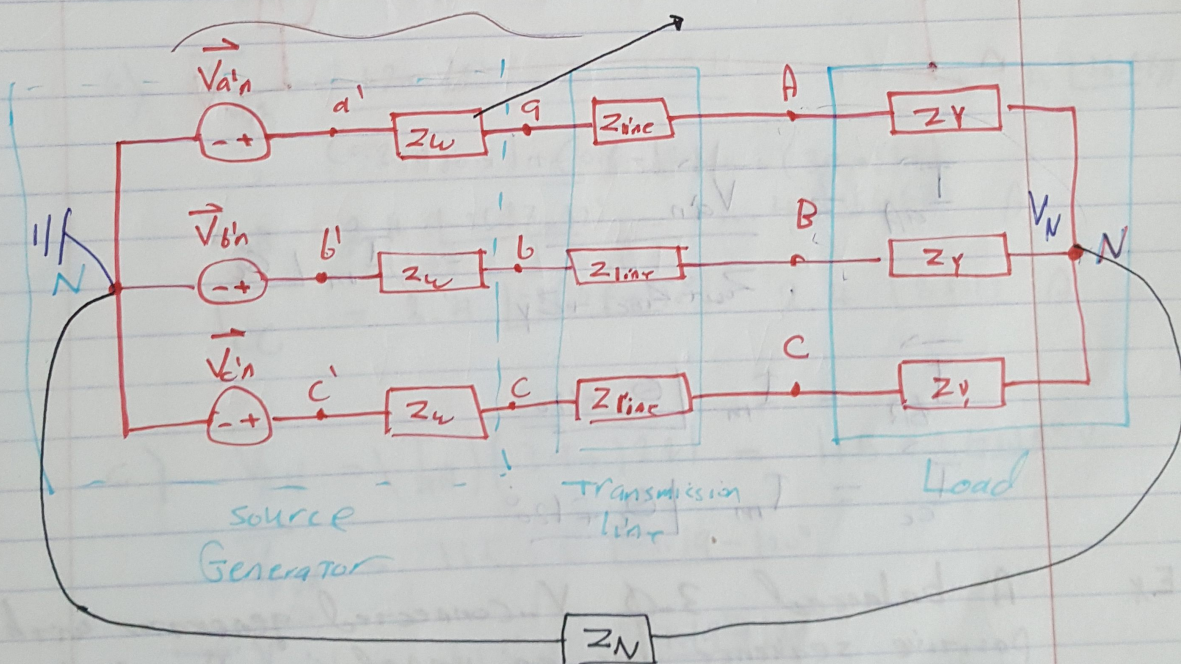 Va'n
a'
Zw
a
Zline
A
ZY
Vb'n
b'
Zw
b
Zline
B
ZY
VN
N
N
Vc'n
c'
Zw
c
Zline
C
ZY
Source
Generator
Transmission
line
Load
ZN
Ex